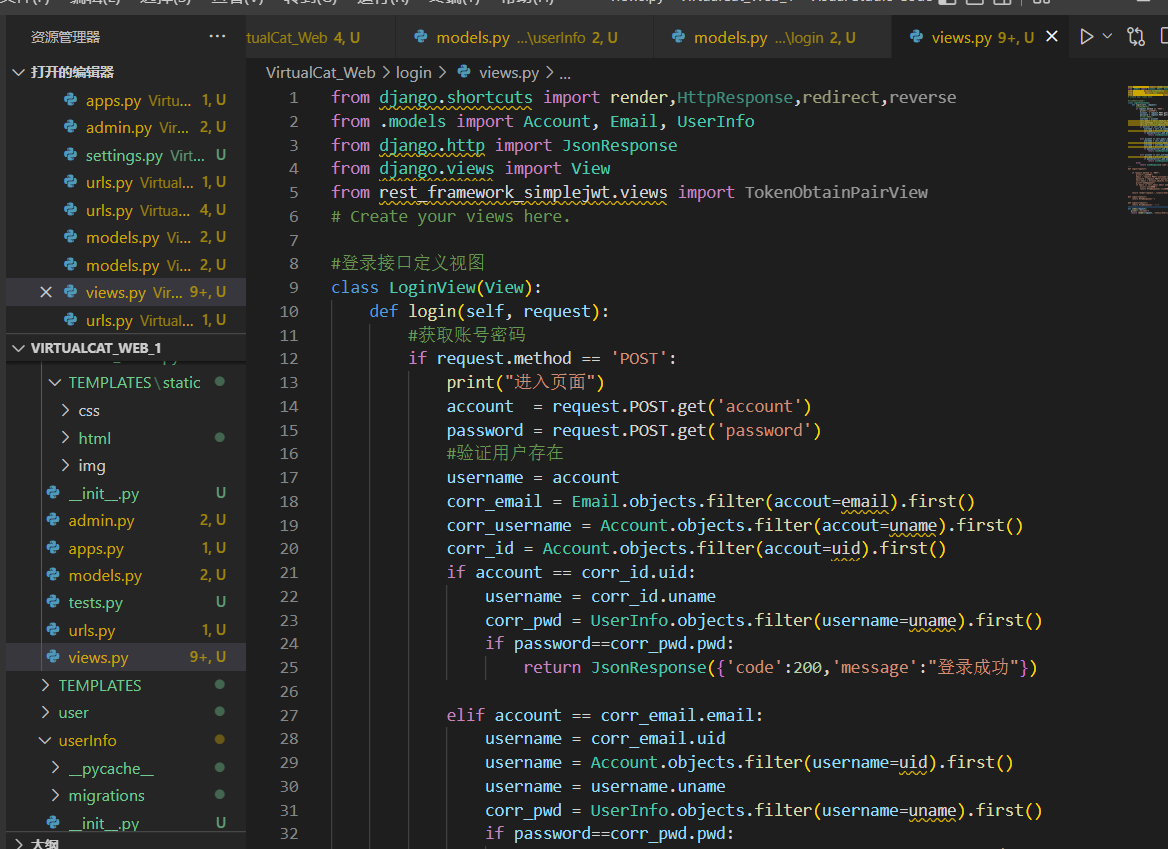 资源管理器 ···
打开的编辑器
apps.py Virtu... 1, U
admin.py Vir... 2, U
settings.py Virt... U
urls.py Virtual... 1, U
urls.py Virtua... 4, U
models.py Vi... 2, U
models.py Vi... 2, U
views.py Vir... 9+, U
urls.py Virtual... 1, U
VIRTUALCAT_WEB_1
TEMPLATES\static
css
html
img
__init__.py U
admin.py 2, U
apps.py 1, U
models.py 2, U
tests.py U
urls.py 1, U
views.py 9+, U
TEMPLATES
user
userInfo
__pycache__
migrations
__init__.py U
大纲
tualCat_Web 4, U
models.py ...\userInfo 2, U
models.py ...\login 2, U
views.py 9+, U
VirtualCat_Web > login > views.py > ...
1 from django.shortcuts import render,HttpResponse,redirect,reverse
2 from .models import Account, Email, UserInfo
3 from django.http import JsonResponse
4 from django.views import View
5 from rest_framework_simplejwt.views import TokenObtainPairView
6 # Create your views here.
7
8 #登录接口定义视图
9 class LoginView(View):
10 def login(self, request):
11 #获取账号密码
12 if request.method == 'POST':
13 print("进入页面")
14 account  = request.POST.get('account')
15 password = request.POST.get('password')
16 #验证用户存在
17 username = account
18 corr_email = Email.objects.filter(accout=email).first()
19 corr_username = Account.objects.filter(accout=uname).first()
20 corr_id = Account.objects.filter(accout=uid).first()
21 if account == corr_id.uid:
22 username = corr_id.uname
23 corr_pwd = UserInfo.objects.filter(username=uname).first()
24 if password==corr_pwd.pwd:
25 return JsonResponse({'code':200,'message':"登录成功"})
26
27 elif account == corr_email.email:
28 username = corr_email.uid
29 username = Account.objects.filter(username=uid).first()
30 username = username.uname
31 corr_pwd = UserInfo.objects.filter(username=uname).first()
32 if password==corr_pwd.pwd: